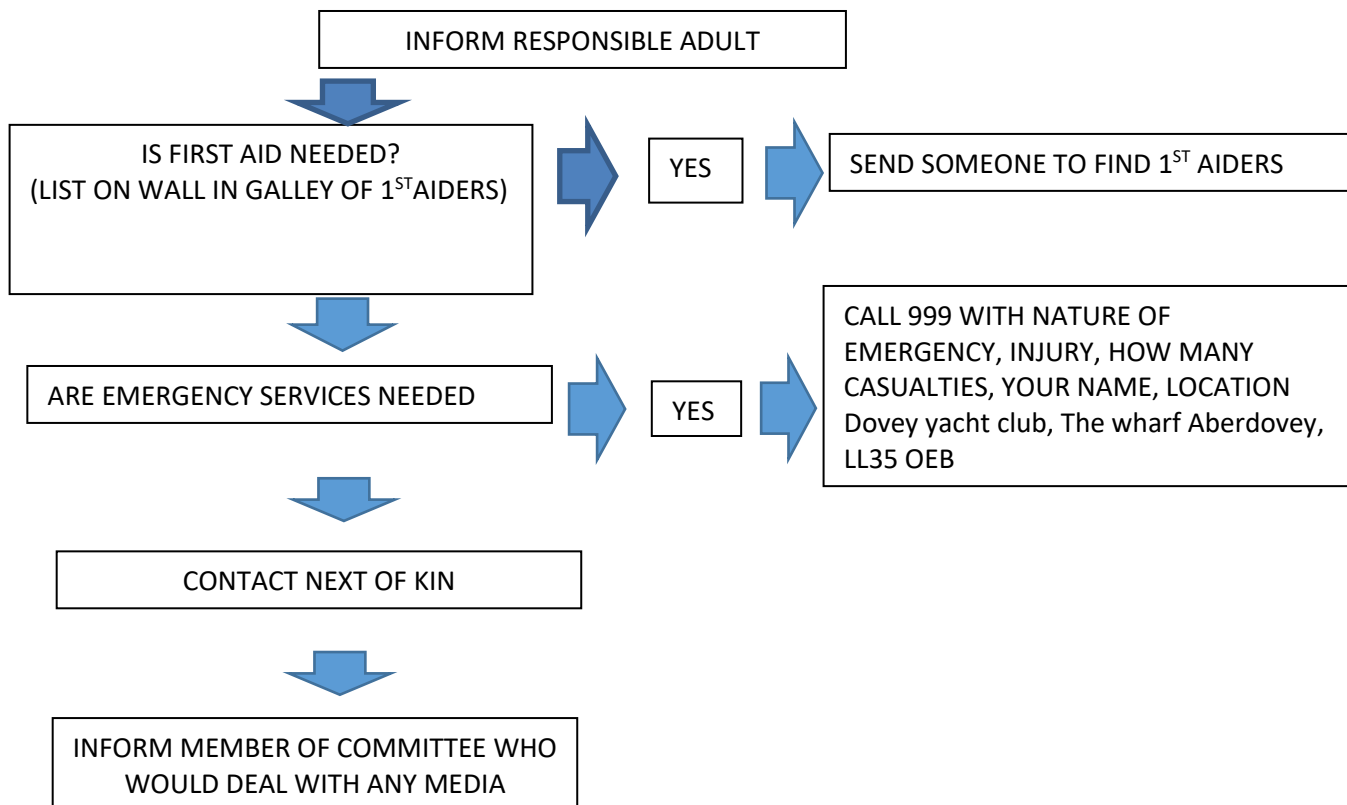 INFORM RESPONSIBLE ADULT
IS FIRST AID NEEDED?
(LIST ON WALL IN GALLEY OF 1ST AIDERS)
YES
SEND SOMEONE TO FIND 1ST AIDERS
ARE EMERGENCY SERVICES NEEDED
YES
CALL 999 WITH NATURE OF
EMERGENCY, INJURY, HOW MANY
CASUALTIES, YOUR NAME, LOCATION
Dovey yacht club, The wharf Aberdovey,
LL35 OEB
CONTACT NEXT OF KIN
INFORM MEMBER OF COMMITTEE WHO
WOULD DEAL WITH ANY MEDIA